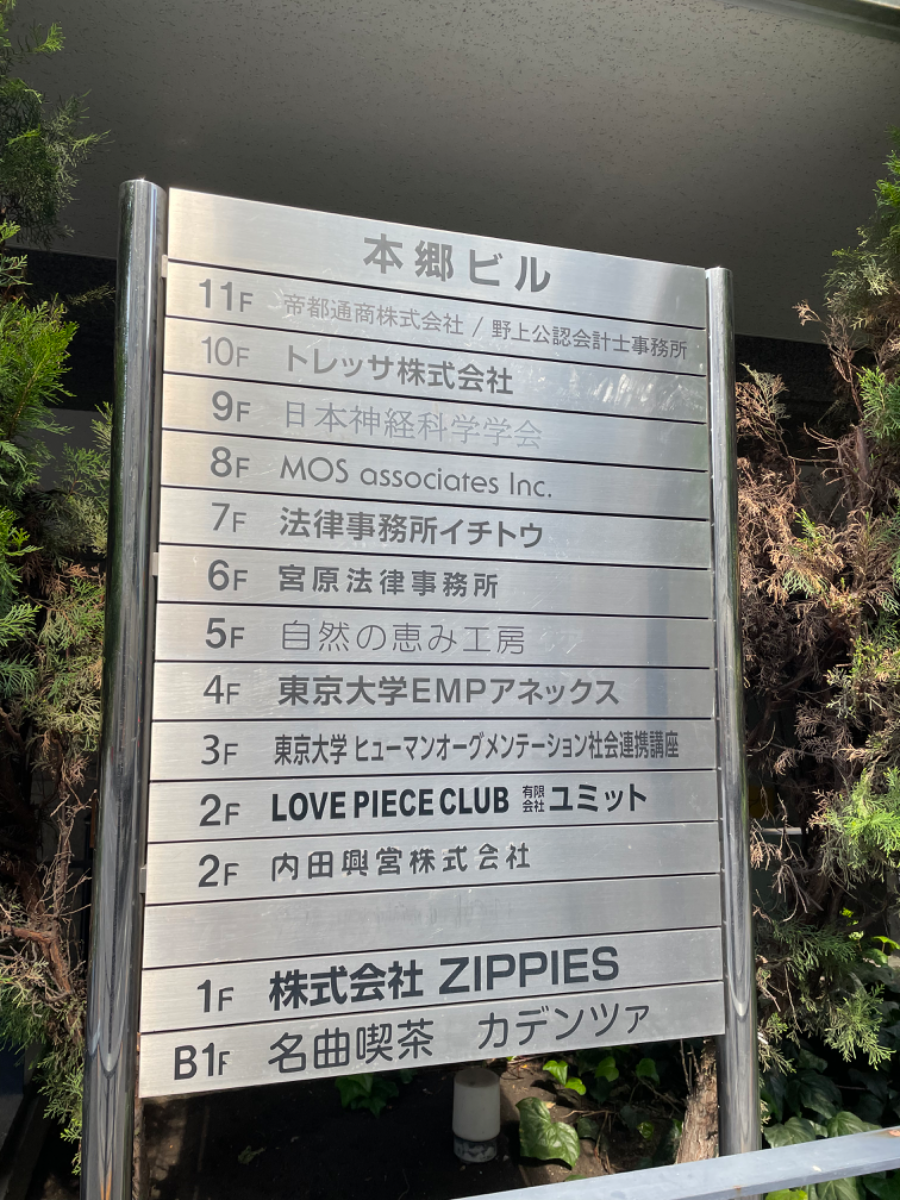 本郷ビル
11F 帝都通商株式会社 / 野上公認会計士事務所
10F トレッサ株式会社
9F 日本神経科学学会
8F MOS associates Inc.
7F 法律事務所イチトウ
6F 宮原法律事務所
5F 自然の恵み工房
4F 東京大学EMPアネックス
3F 東京大学 ヒューマンオーグメンテーション社会連携講座
2F LOVE PIECE CLUB 有限会社ユミット
2F 内田興営株式会社
1F 株式会社 ZIPPIES
B1F 名曲喫茶 カデンツァ